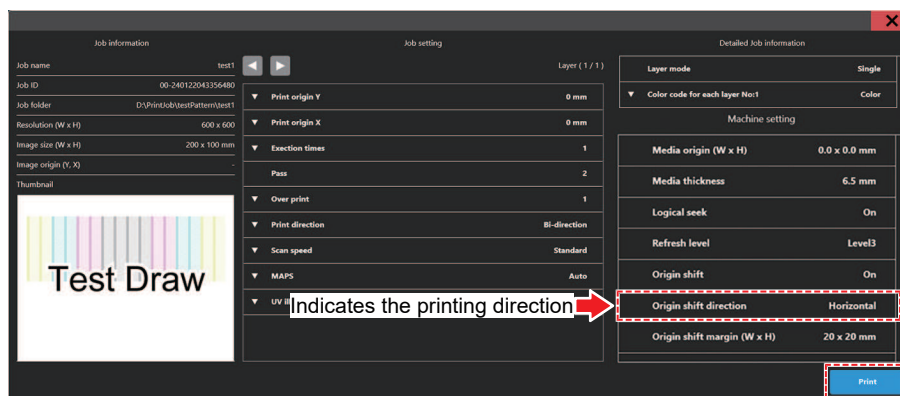 Job information
Job name test1
Job ID 00-240122043356480
Job folder D:\PrintJob\testPattern\test1
Resolution (W x H) 600 x 600
Image size (W x H) 200 x 100 mm
Image origin (Y, X) -
Thumbnail
Test Draw
Job setting
Layer ( 1 / 1 )
Print origin Y 0 mm
Print origin X 0 mm
Exection times 1
Pass 2
Over print 1
Print direction Bi-direction
Scan speed Standard
MAPS Auto
UV
Indicates the printing direction
Detailed Job information
Layer mode Single
Color code for each layer No:1 Color
Machine setting
Media origin (W x H) 0.0 x 0.0 mm
Media thickness 6.5 mm
Logical seek On
Refresh level Level3
Origin shift On
Origin shift direction Horizontal
Origin shift margin (W x H) 20 x 20 mm
Print